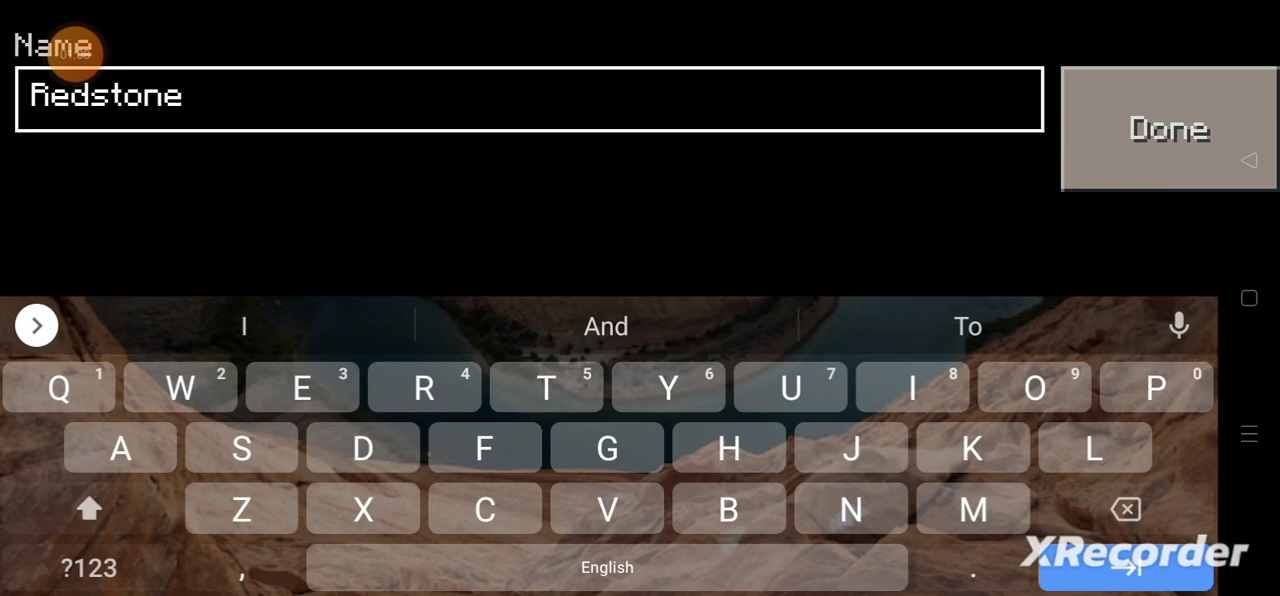 Name
Redstone
Done
I And To
Q 1 W 2 E 3 R 4 T 5 Y 6 U 7 I 8 O 9 P 0
A S D F G H J K L
Z X C V B N M
?123 , English .
XRecorder